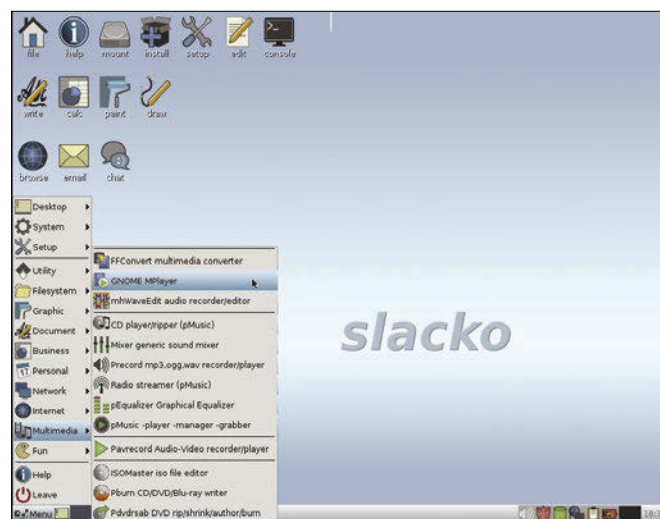 file help mount install setup edit console
write calc paint draw
browse email chat
slacko
Desktop
System
Setup
Utility
Filesystem
Graphic
Document
Business
Personal
Network
Internet
Multimedia
Fun
Help
Leave
Menu
FFConvert multimedia converter
GNOME MPlayer
mhWaveEdit audio recorder/editor
CD player/ripper (pMusic)
Mixer generic sound mixer
Precord mp3,ogg,wav recorder/player
Radio streamer (pMusic)
pEqualizer Graphical Equalizer
pMusic -player -manager -grabber
Pavrecord Audio-Video recorder/player
ISOMaster iso file editor
Pburn CD/DVD/Blu-ray writer
Pdvdrsab DVD rip/shrink/author/burn